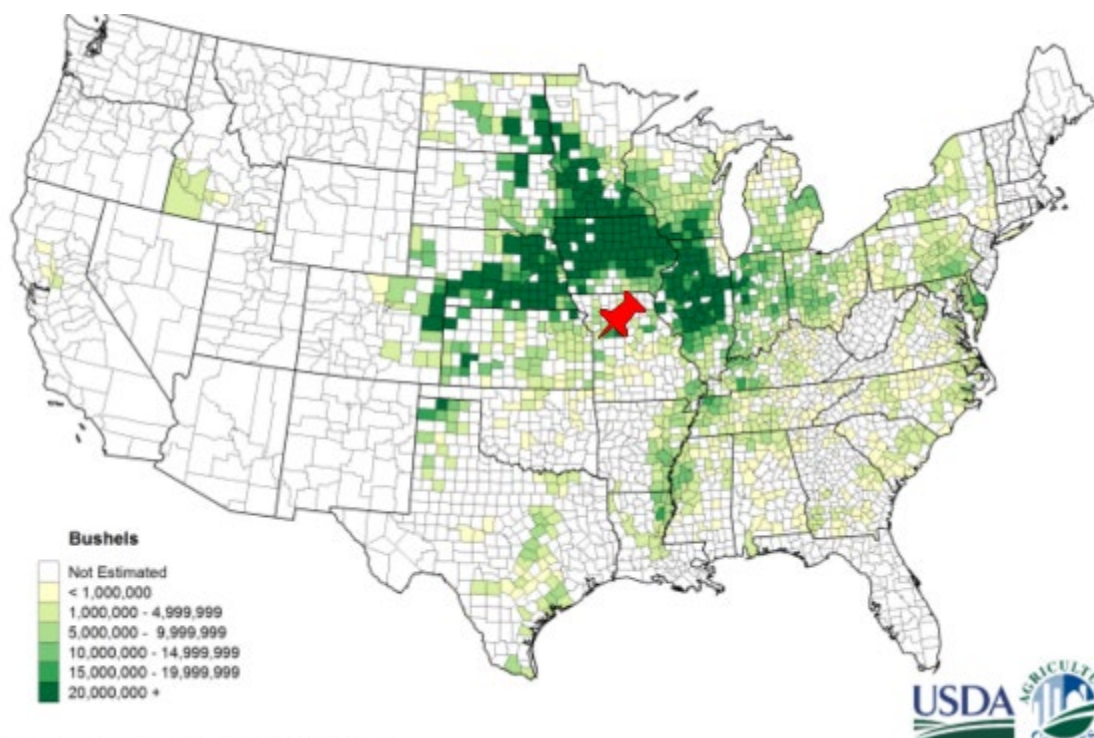 Bushels
Not Estimated
< 1,000,000
1,000,000 - 4,999,999
5,000,000 - 9,999,999
10,000,000 - 14,999,999
15,000,000 - 19,999,999
20,000,000 +
USDA
AGRICULTU